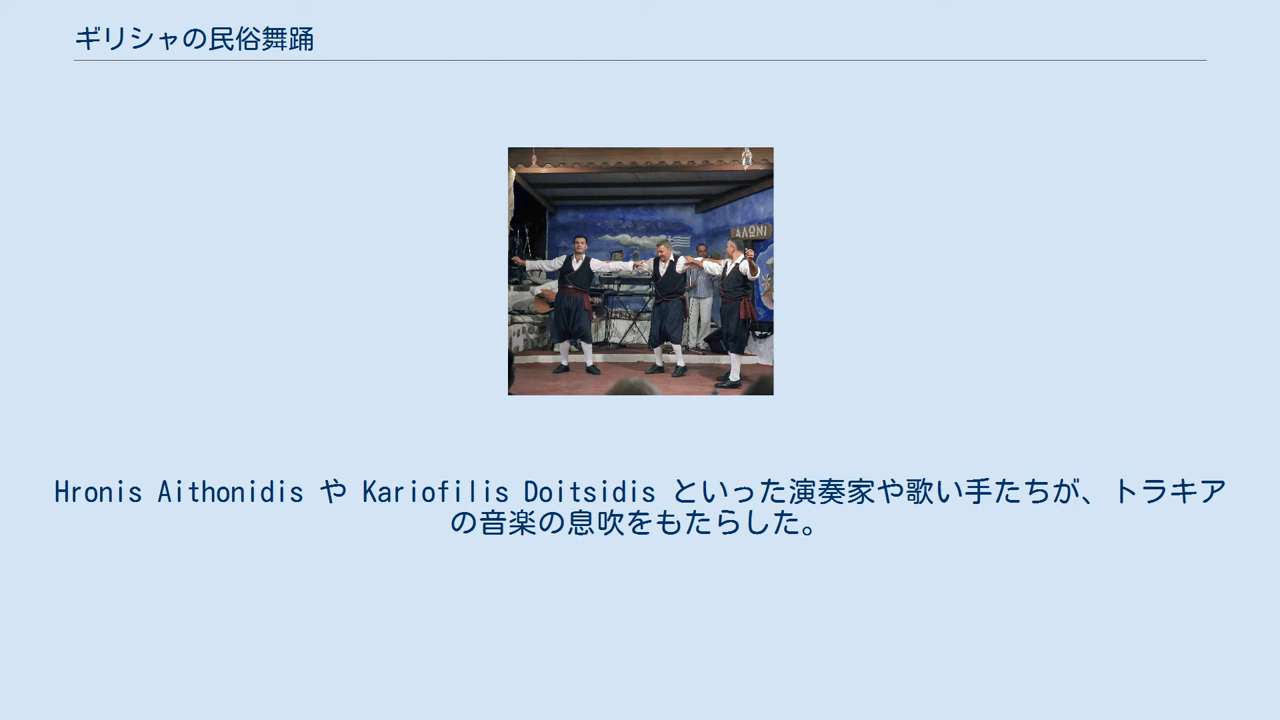 ギリシャの民俗舞踊
ΑΛΩΝΙ
Hronis Aithonidis や Kariofilis Doitsidis といった演奏家や歌い手たちが、トラキア
の音楽の息吹をもたらした。